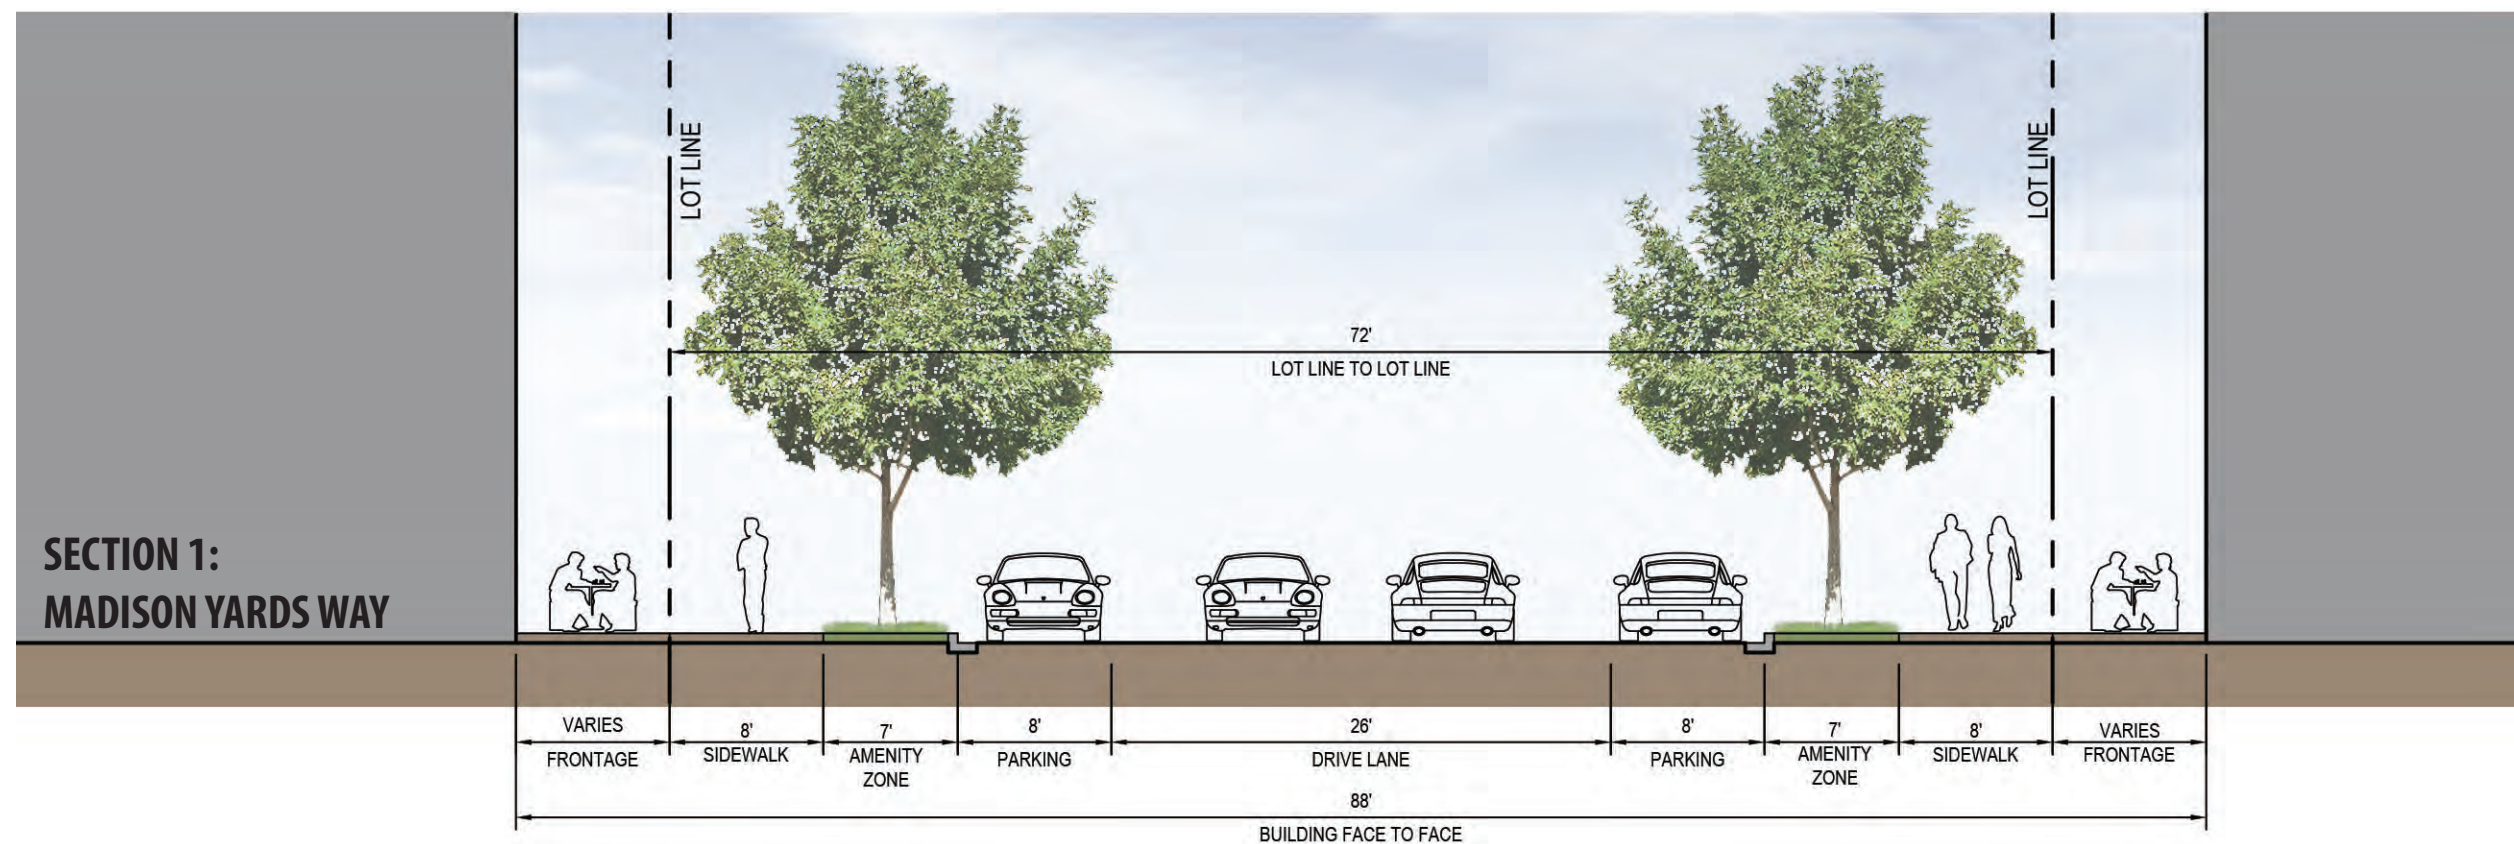 LOT LINE
LOT LINE
72'
LOT LINE TO LOT LINE
SECTION 1:
MADISON YARDS WAY
VARIES
FRONTAGE
8'
SIDEWALK
7'
AMENITY
ZONE
8'
PARKING
26'
DRIVE LANE
8'
PARKING
7'
AMENITY
ZONE
8'
SIDEWALK
VARIES
FRONTAGE
88'
BUILDING FACE TO FACE